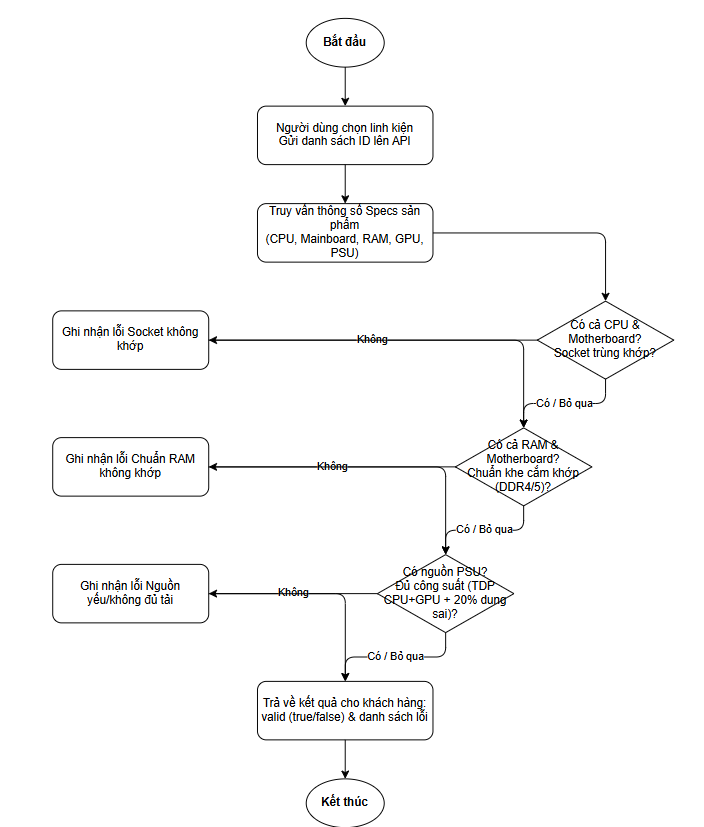 Bắt đầu
Người dùng chọn linh kiện
Gửi danh sách ID lên API
Truy vấn thông số Specs sản
phẩm
(CPU, Mainboard, RAM, GPU,
PSU)
Có cả CPU &
Motherboard?
Socket trùng khớp?
Không
Ghi nhận lỗi Socket không
khớp
Có / Bỏ qua
Có cả RAM &
Motherboard?
Chuẩn khe cắm khớp
(DDR4/5)?
Không
Ghi nhận lỗi Chuẩn RAM
không khớp
Có / Bỏ qua
Có nguồn PSU?
Đủ công suất (TDP
CPU+GPU + 20% dung
sai)?
Không
Ghi nhận lỗi Nguồn
yếu/không đủ tải
Có / Bỏ qua
Trả về kết quả cho khách hàng:
valid (true/false) & danh sách lỗi
Kết thúc